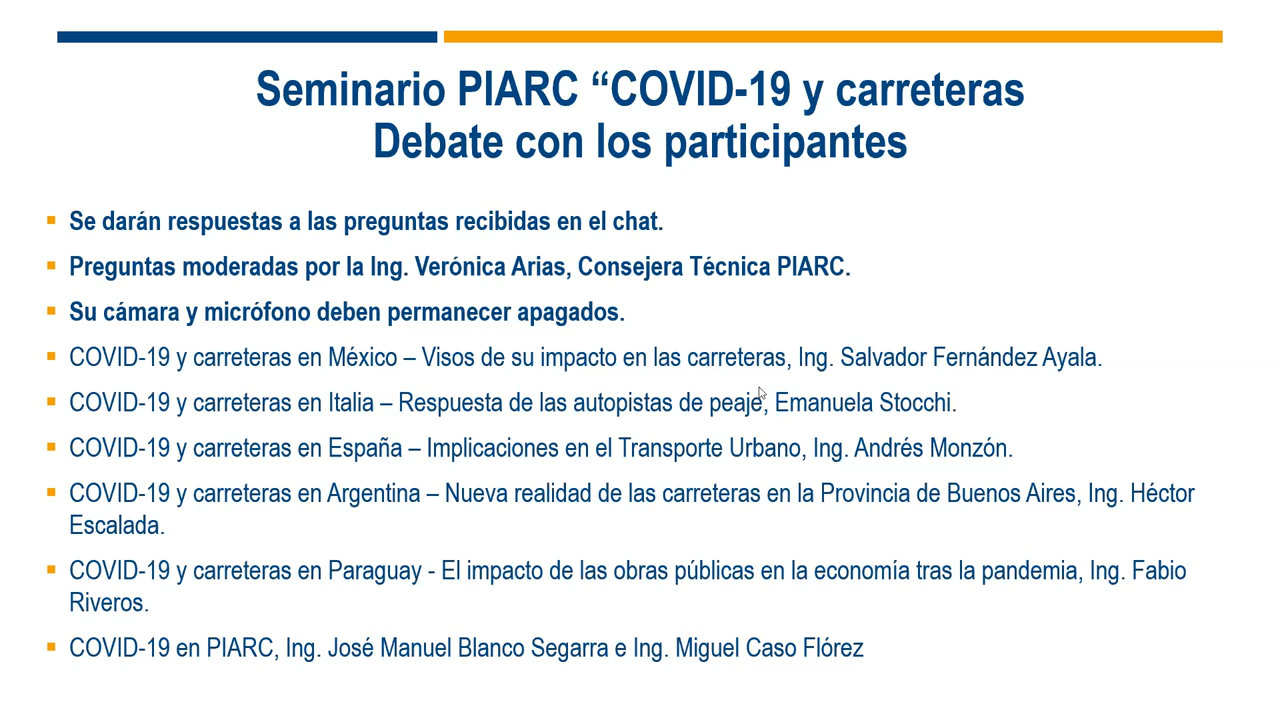 Seminario PIARC “COVID-19 y carreteras
Debate con los participantes
Se darán respuestas a las preguntas recibidas en el chat.
Preguntas moderadas por la Ing. Verónica Arias, Consejera Técnica PIARC.
Su cámara y micrófono deben permanecer apagados.
COVID-19 y carreteras en México – Visos de su impacto en las carreteras, Ing. Salvador Fernández Ayala.
COVID-19 y carreteras en Italia – Respuesta de las autopistas de peaje, Emanuela Stocchi.
COVID-19 y carreteras en España – Implicaciones en el Transporte Urbano, Ing. Andrés Monzón.
COVID-19 y carreteras en Argentina – Nueva realidad de las carreteras en la Provincia de Buenos Aires, Ing. Héctor
Escalada.
COVID-19 y carreteras en Paraguay - El impacto de las obras públicas en la economía tras la pandemia, Ing. Fabio
Riveros.
COVID-19 en PIARC, Ing. José Manuel Blanco Segarra e Ing. Miguel Caso Flórez